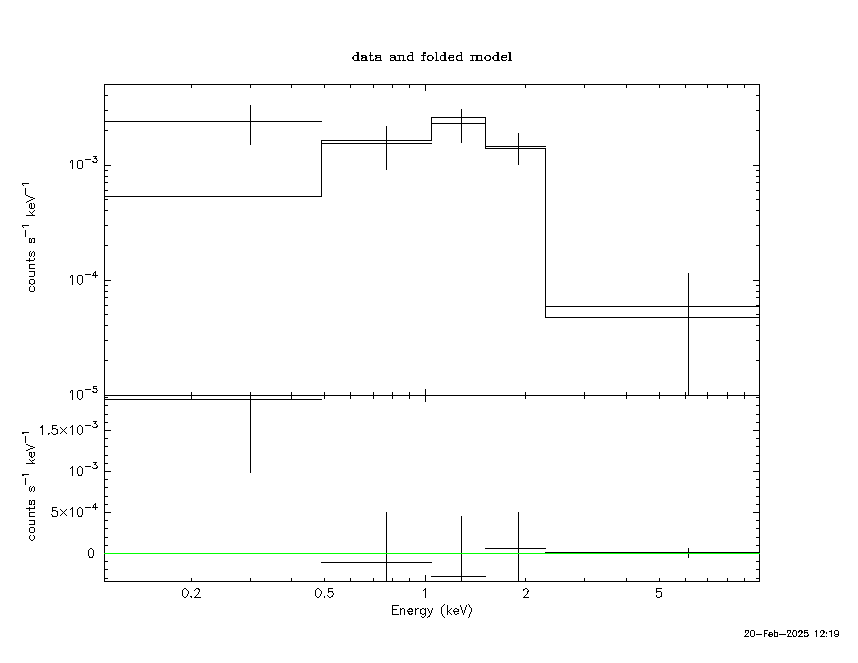 data and folded model
counts s⁻¹ keV⁻¹
10⁻³
10⁻⁴
10⁻⁵
counts s⁻¹ keV⁻¹
1.5×10⁻³
10⁻³
5×10⁻⁴
0
0.2 0.5 1 2 5
Energy (keV)
20-Feb-2025 12:19